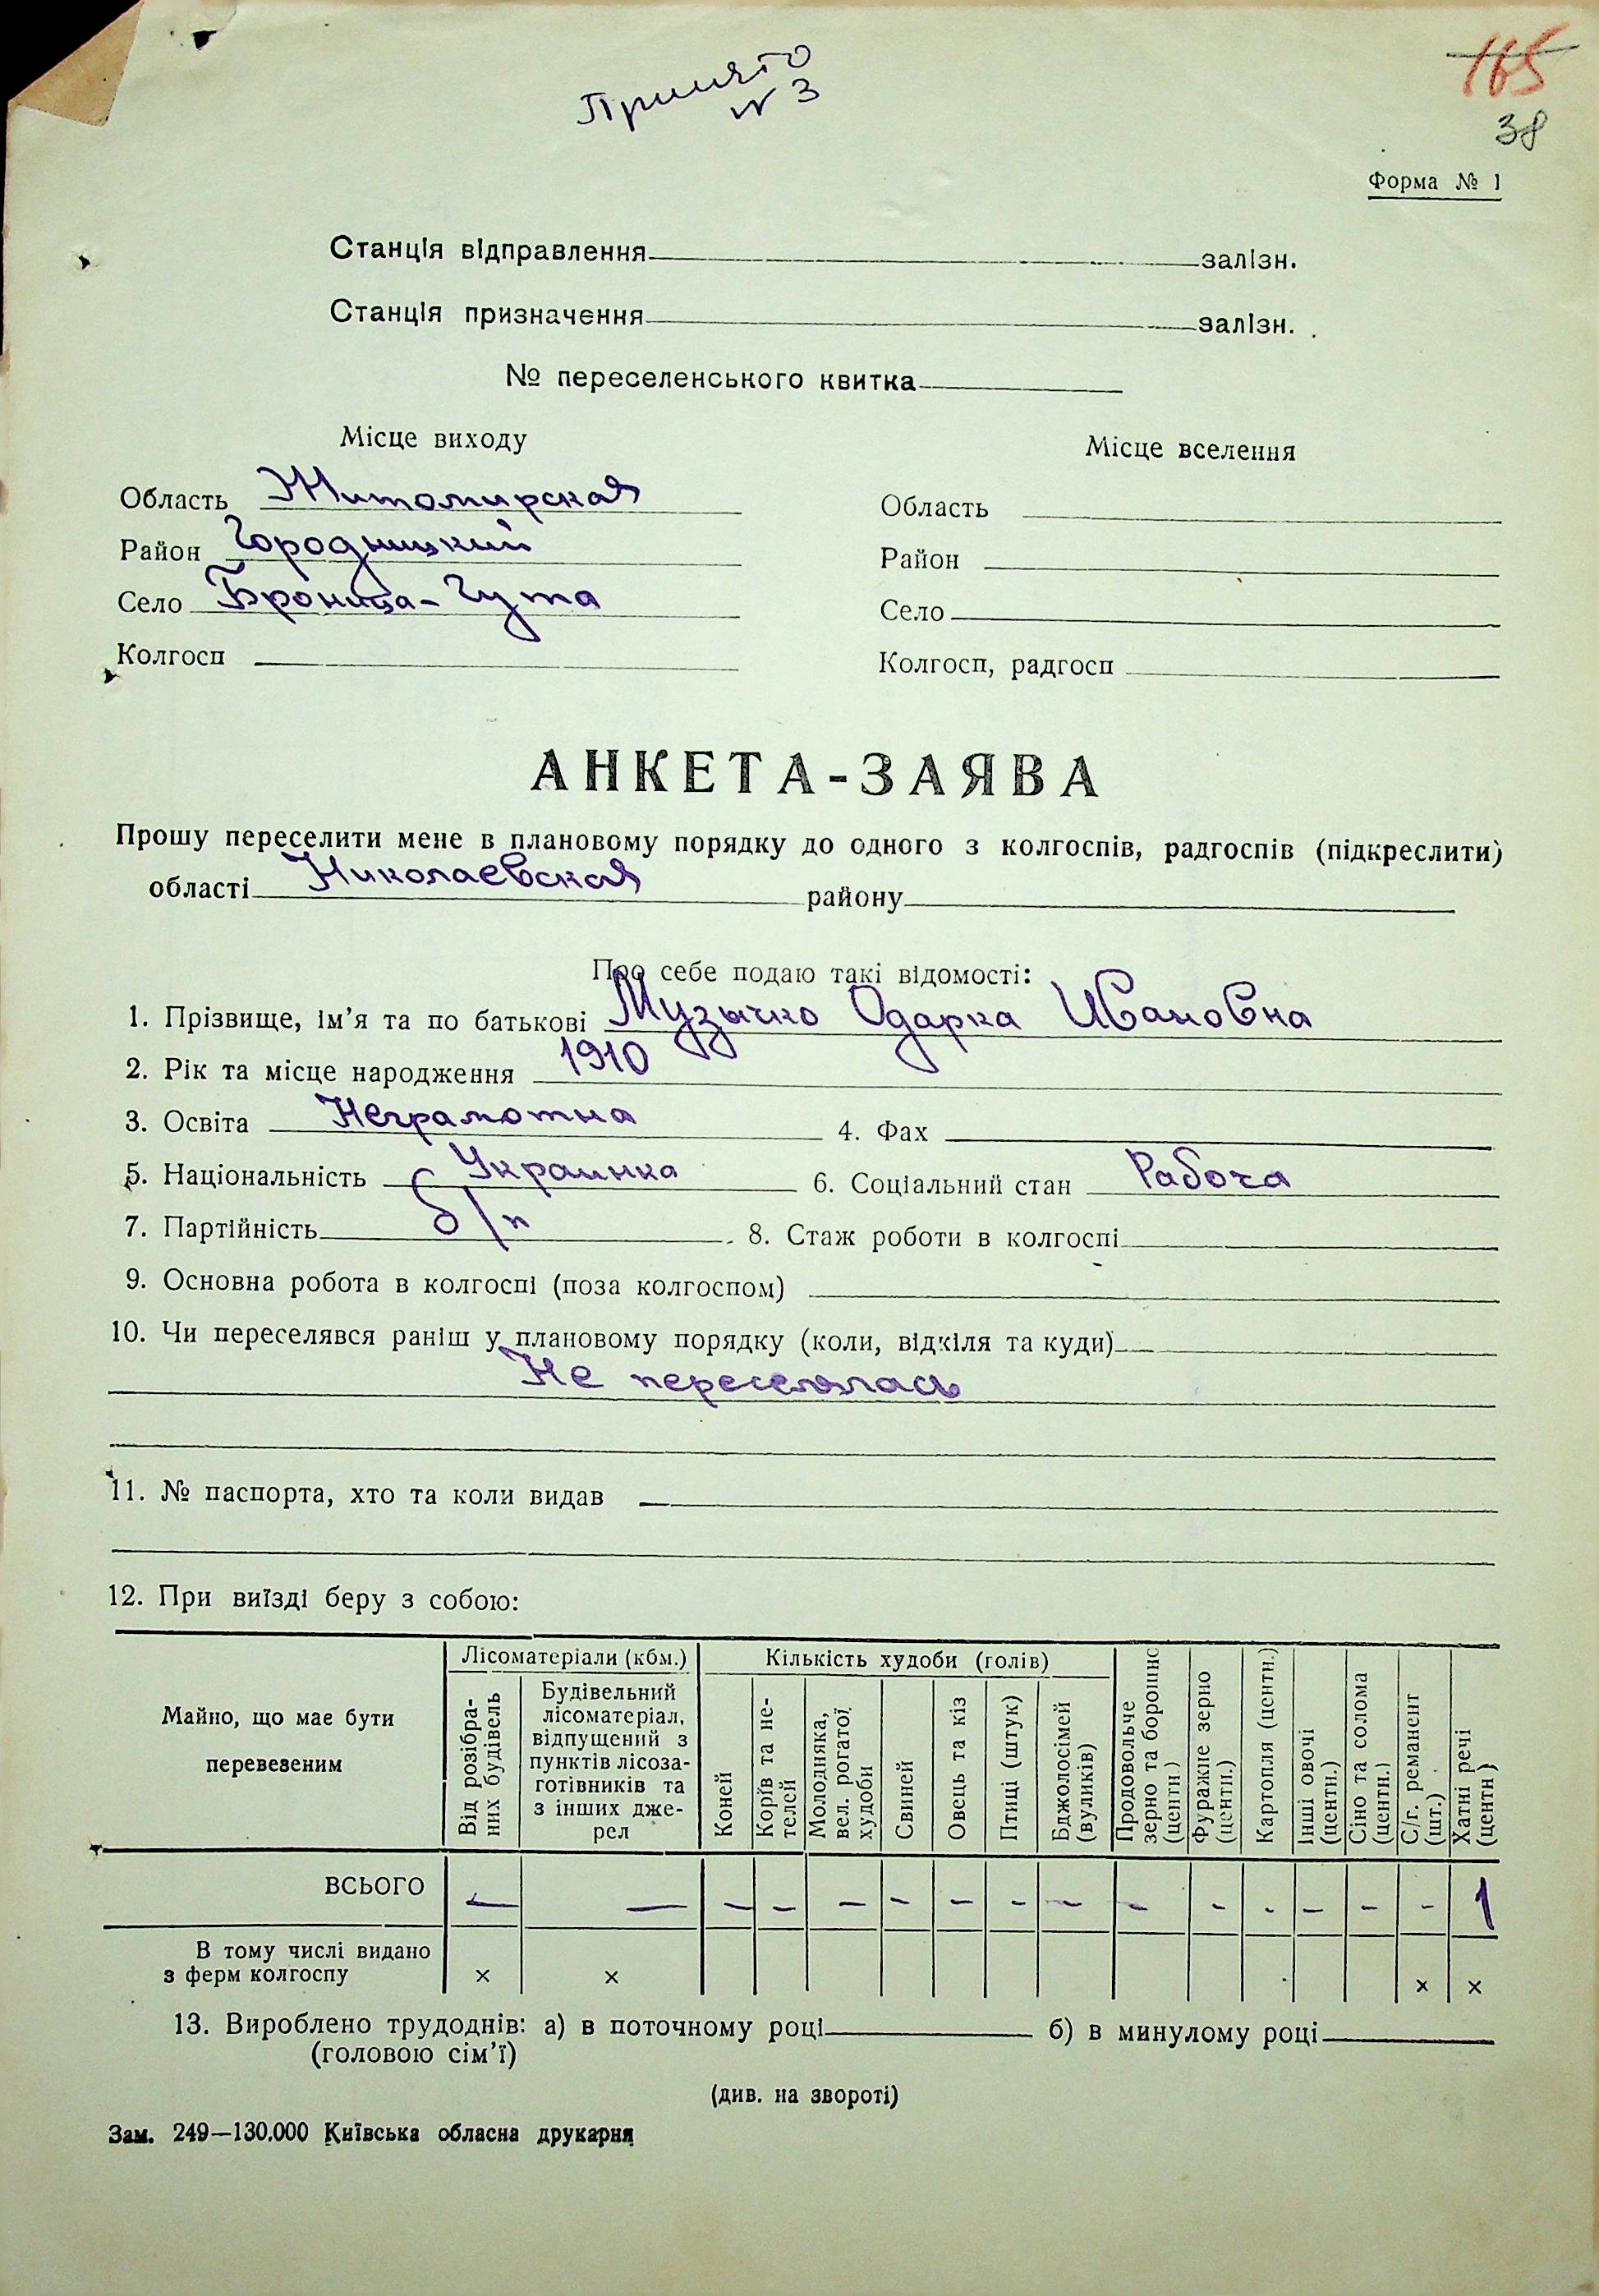 Принято
N 3
165
38
Форма № 1
Станція відправлення залізн.
Станція призначення залізн.
№ переселенського квитка
Місце виходу
Область Житомирская
Район Городницкий
Село Броница-Гута
Колгосп
Місце вселення
Область
Район
Село
Колгосп, радгосп
АНКЕТА-ЗАЯВА
Прошу переселити мене в плановому порядку до одного з колгоспів, радгоспів (підкреслити)
області Николаевская району
Про себе подаю такі відомості:
1. Прізвище, ім'я та по батькові Музычко Одарка Ивановна
2. Рік та місце народження 1910
3. Освіта Неграмотна 4. Фах
5. Національність Украинка 6. Соціальний стан Рабоча
7. Партійність б/п 8. Стаж роботи в колгоспі
9. Основна робота в колгоспі (поза колгоспом)
10. Чи переселявся раніш у плановому порядку (коли, відкіля та куди)
Не переселялась
11. № паспорта, хто та коли видав
12. При виїзді беру з собою:
Майно, що має бути
перевезеним
Лісоматеріали (кбм.)
Від розібра-
них будівель
Будівельний
лісоматеріал,
відпущений з
пунктів лісоза-
готівників та
з інших дже-
рел
Кількість худоби (голів)
Коней
Корів та не-
телей
Молодняка,
вел. рогатої
худоби
Свиней
Овець та кіз
Птиці (штук)
Бджолосімей
(вуликів)
Продовольче
зерно та борошно
(центн.)
Фуражне зерно
(центн.)
Картопля (центн.)
Інші овочі
(центн.)
Сіно та солома
(центн.)
С/г. реманент
(шт.)
Хатні речі
(центн)
ВСЬОГО — — — — — — — — — — — — — — — 1
В тому числі видано
з ферм колгоспу × × × ×
13. Вироблено трудоднів: а) в поточному році б) в минулому році
(головою сім'ї)
(див. на звороті)
Зам. 249—130.000 Київська обласна друкарня